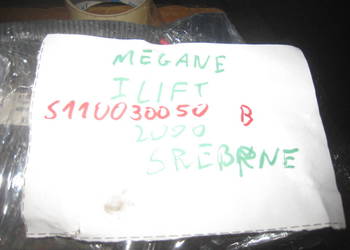 MEGANE
I LIFT
S110030050 B
2000
SREBRNE